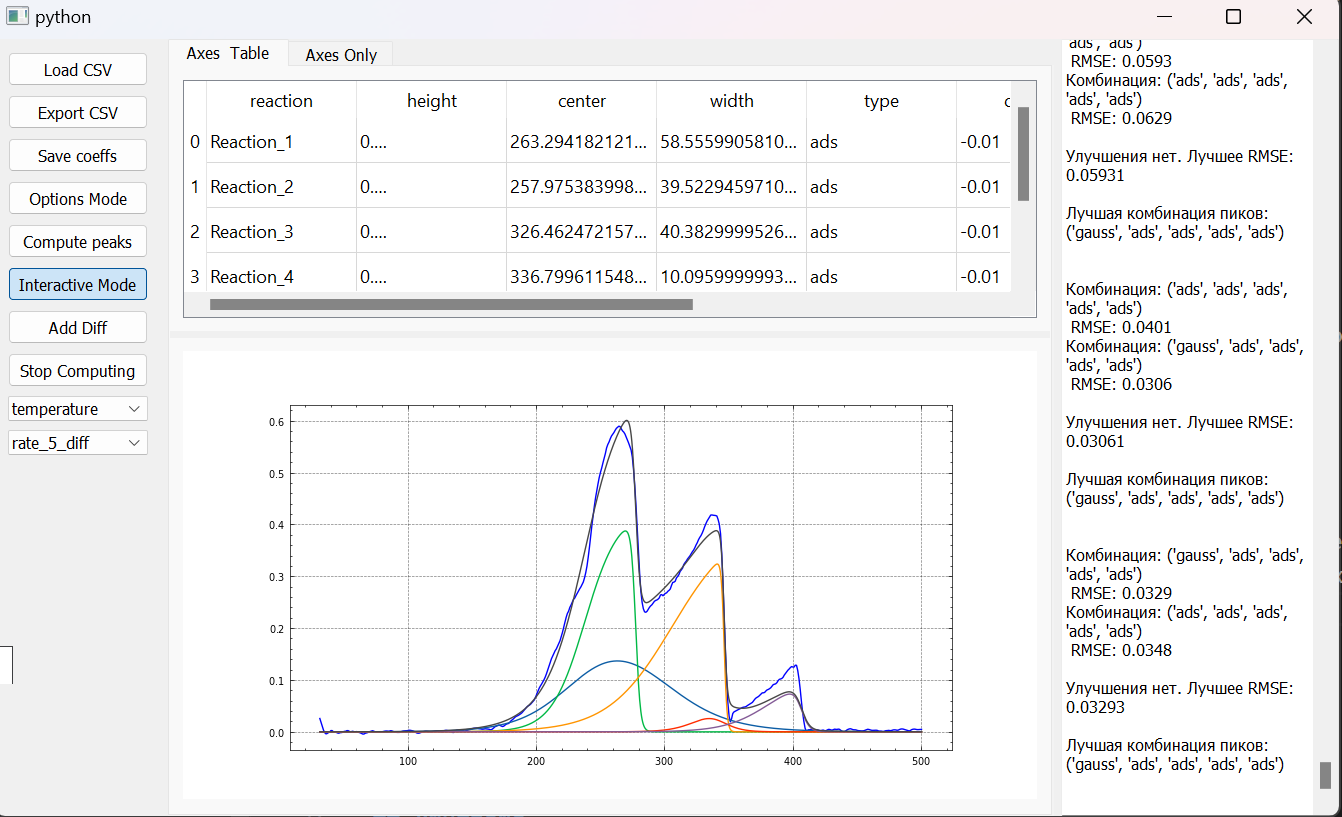 python
Load CSV
Export CSV
Save coeffs
Options Mode
Compute peaks
Interactive Mode
Add Diff
Stop Computing
temperature
rate_5_diff
Axes Table
Axes Only
reaction height center width type c
0 Reaction_1 0.... 263.294182121... 58.5559905810... ads -0.01
1 Reaction_2 0.... 257.975383998... 39.5229459710... ads -0.01
2 Reaction_3 0.... 326.462472157... 40.3829999526... ads -0.01
3 Reaction_4 0.... 336.799611548... 10.0959999993... ads -0.01
0.6
0.5
0.4
0.3
0.2
0.1
0.0
100 200 300 400 500
'ads', 'ads')
RMSE: 0.0593
Комбинация: ('ads', 'ads', 'ads',
'ads', 'ads')
RMSE: 0.0629
Улучшения нет. Лучшее RMSE:
0.05931
Лучшая комбинация пиков:
('gauss', 'ads', 'ads', 'ads', 'ads')
Комбинация: ('ads', 'ads', 'ads',
'ads', 'ads')
RMSE: 0.0401
Комбинация: ('gauss', 'ads', 'ads',
'ads', 'ads')
RMSE: 0.0306
Улучшения нет. Лучшее RMSE:
0.03061
Лучшая комбинация пиков:
('gauss', 'ads', 'ads', 'ads', 'ads')
Комбинация: ('gauss', 'ads', 'ads',
'ads', 'ads')
RMSE: 0.0329
Комбинация: ('ads', 'ads', 'ads',
'ads', 'ads')
RMSE: 0.0348
Улучшения нет. Лучшее RMSE:
0.03293
Лучшая комбинация пиков:
('gauss', 'ads', 'ads', 'ads', 'ads')